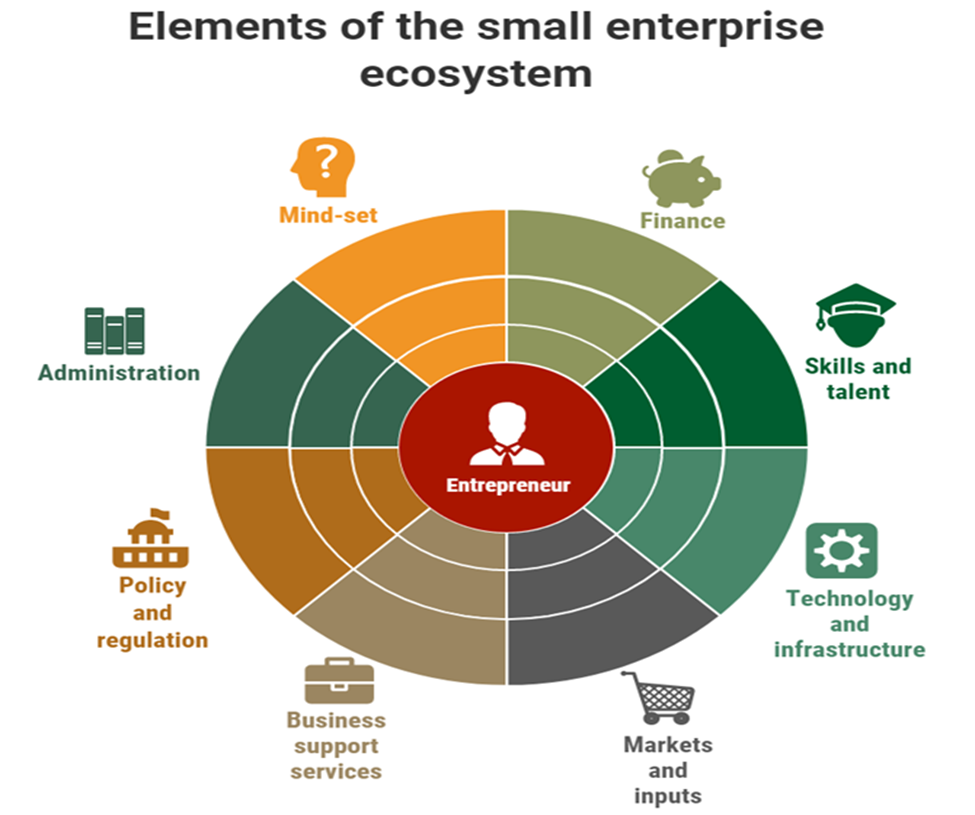 Elements of the small enterprise
ecosystem
?
Mind-set
Finance
Administration
Skills and
talent
Entrepreneur
Policy
and
regulation
Technology
and
infrastructure
Business
support
services
Markets
and
inputs